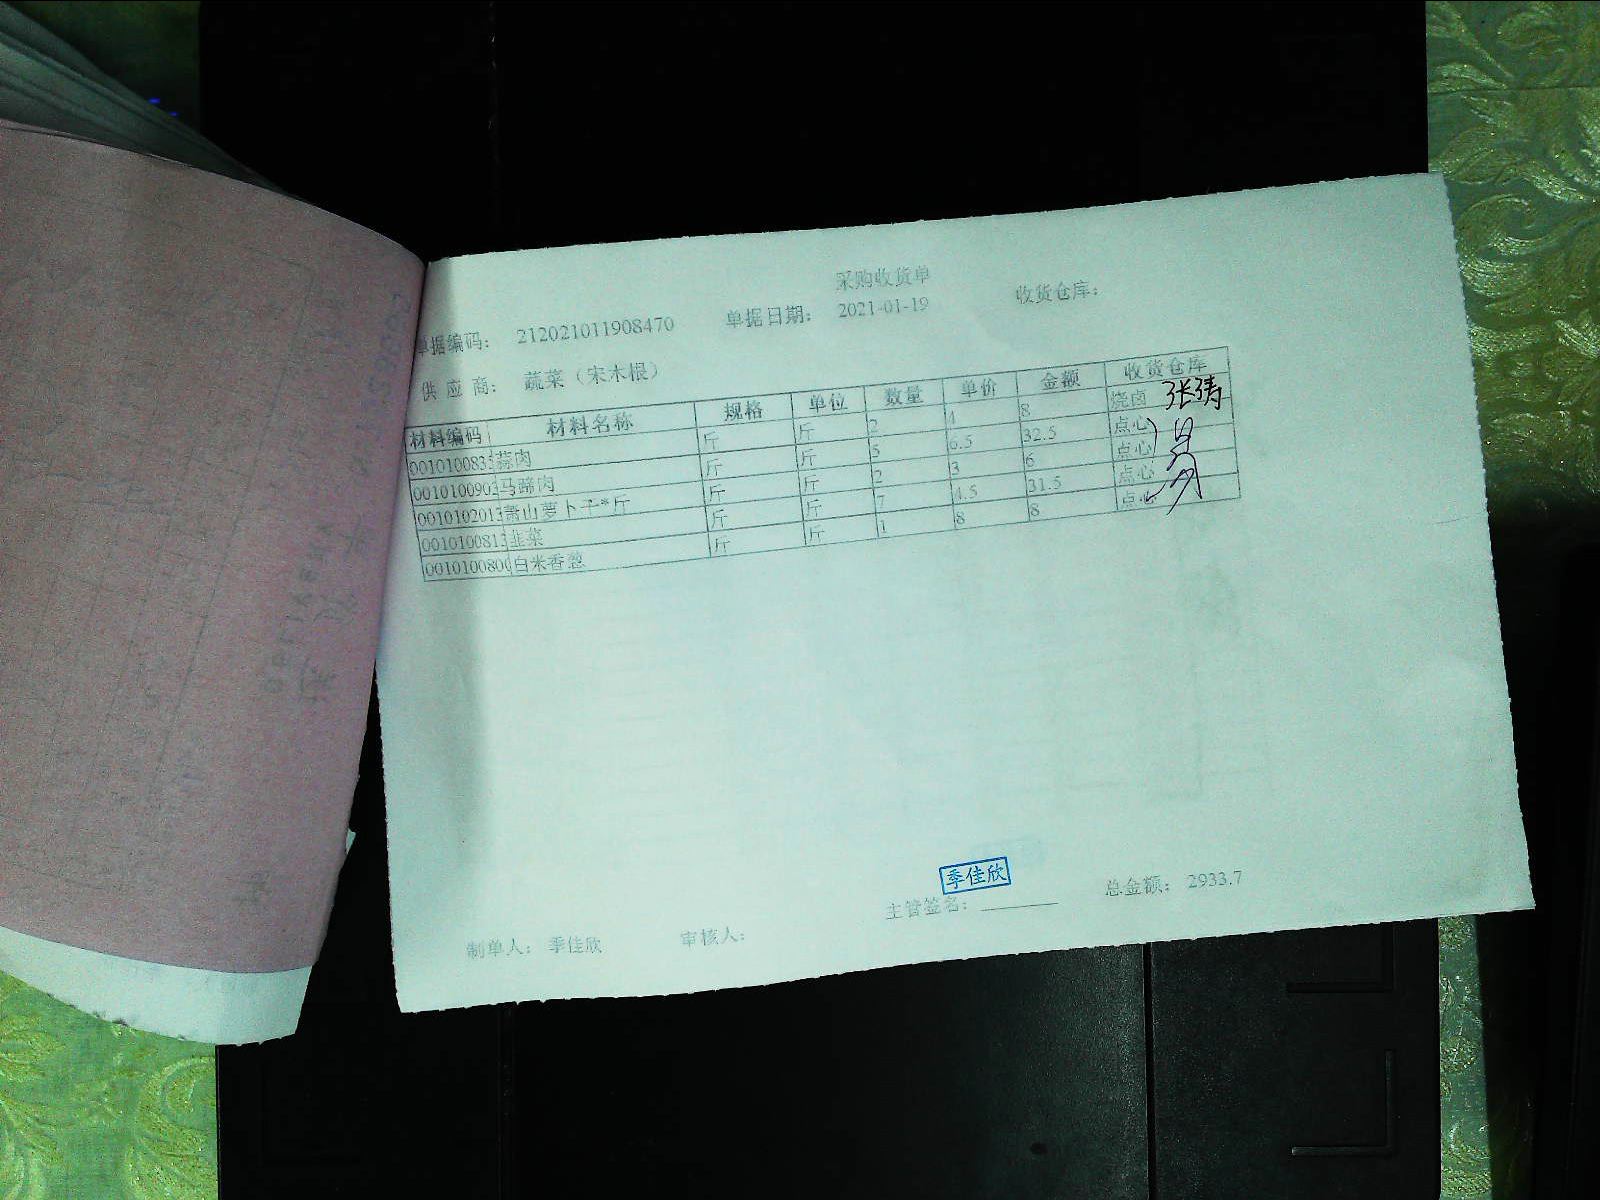 采购收货单
单据编码： 212021011908470 单据日期： 2021-01-19 收货仓库：
供 应 商： 蔬菜（宋木根）
材料编码 材料名称 规格 单位 数量 单价 金额 收货仓库
001010083 蒜肉 斤 斤 2 4 8 烧卤 张涛
001010090 马蹄肉 斤 斤 5 6.5 32.5 点心
001010201 萧山萝卜干*斤 斤 斤 2 3 6 点心
001010081 韭菜 斤 斤 7 4.5 31.5 点心
001010080 白米香葱 斤 斤 1 8 8 点心
季佳欣
主管签名： 总金额： 2933.7
制单人： 季佳欣 审核人：